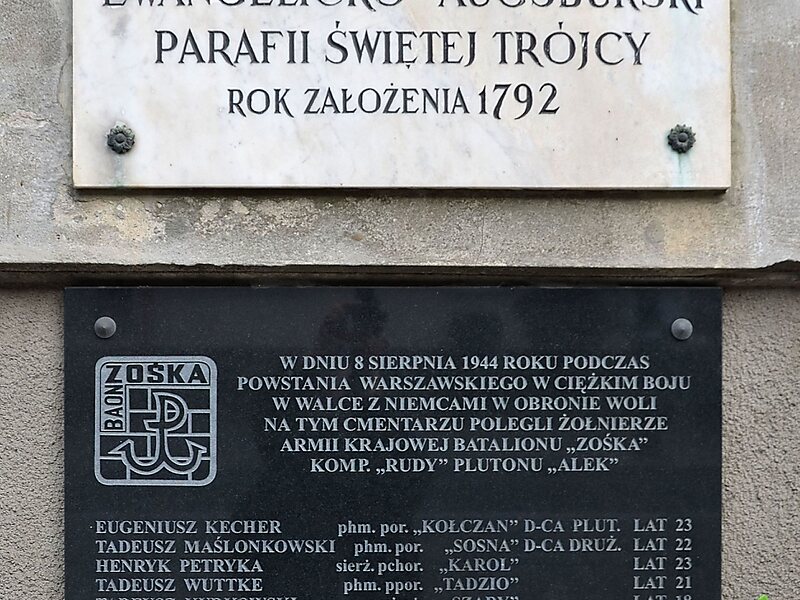 EWANGELICKO - AUGSBURSKI
PARAFII ŚWIĘTEJ TRÓJCY
ROK ZAŁOŻENIA 1792
BAON ZOŚKA
W DNIU 8 SIERPNIA 1944 ROKU PODCZAS
POWSTANIA WARSZAWSKIEGO W CIĘŻKIM BOJU
W WALCE Z NIEMCAMI W OBRONIE WOLI
NA TYM CMENTARZU POLEGLI ŻOŁNIERZE
ARMII KRAJOWEJ BATALIONU „ZOŚKA”
KOMP. „RUDY” PLUTONU „ALEK”
EUGENIUSZ KECHER phm. por. „KOŁCZAN” D-CA PLUT. LAT 23
TADEUSZ MAŚLONKOWSKI phm. por. „SOSNA” D-CA DRUŻ. LAT 22
HENRYK PETRYKA sierż. pchor. „KAROL” LAT 23
TADEUSZ WUTTKE phm. ppor. „TADZIO” LAT 21